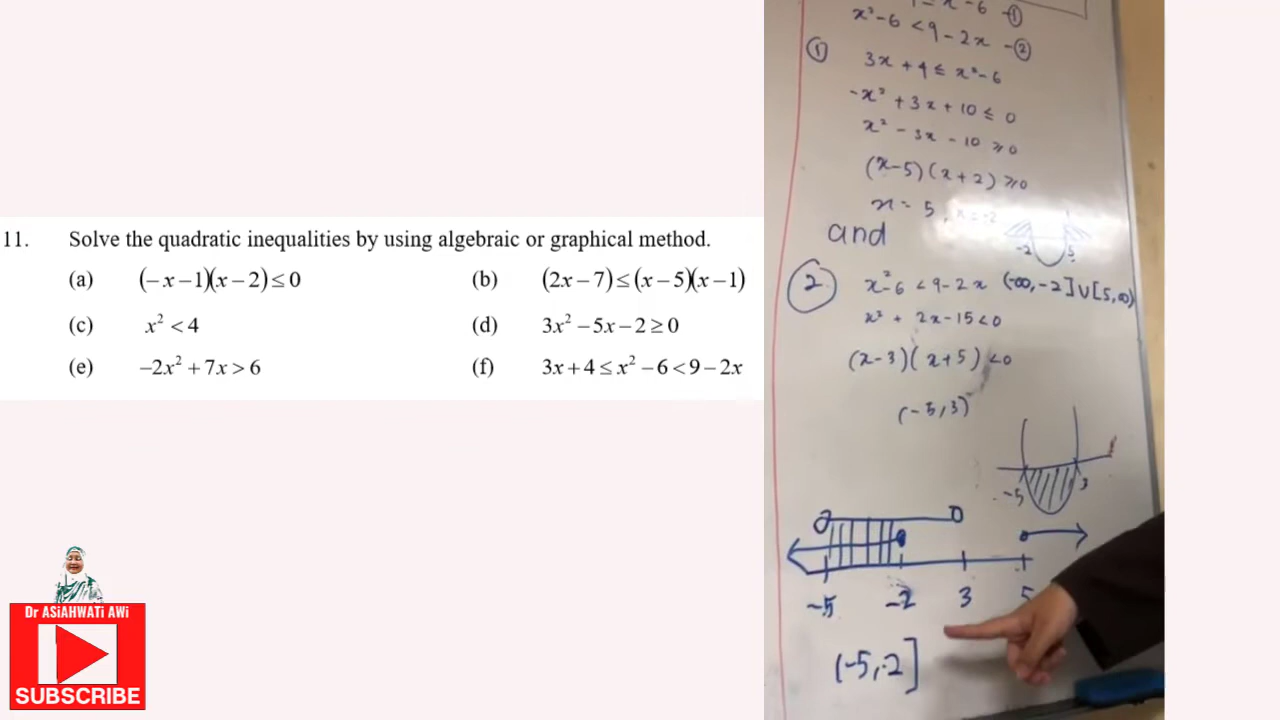 11. Solve the quadratic inequalities by using algebraic or graphical method.
(a) (−x−1)(x−2)≤0 (b) (2x−7)≤(x−5)(x−1)
(c) x² <4 (d) 3x² −5x−2≥0
(e) −2x² +7x>6 (f) 3x+4≤x² −6<9−2x
Dr ASiAHWATi AWi
SUBSCRIBE
x² − 6 < 9 − 2x −②
① 3x + 4 ≤ x² − 6
−x² + 3x + 10 ≤ 0
x² − 3x − 10 ≥ 0
(x−5)(x+2) ≥ 0
x = 5, x = −2
−2 5
and
② x² − 6 < 9 − 2x (−∞, −2] ∪ [5, ∞)
x² + 2x − 15 < 0
(x−3)(x+5) < 0
(−5, 3)
−5 3
−5 −2 3 5
(−5, −2]